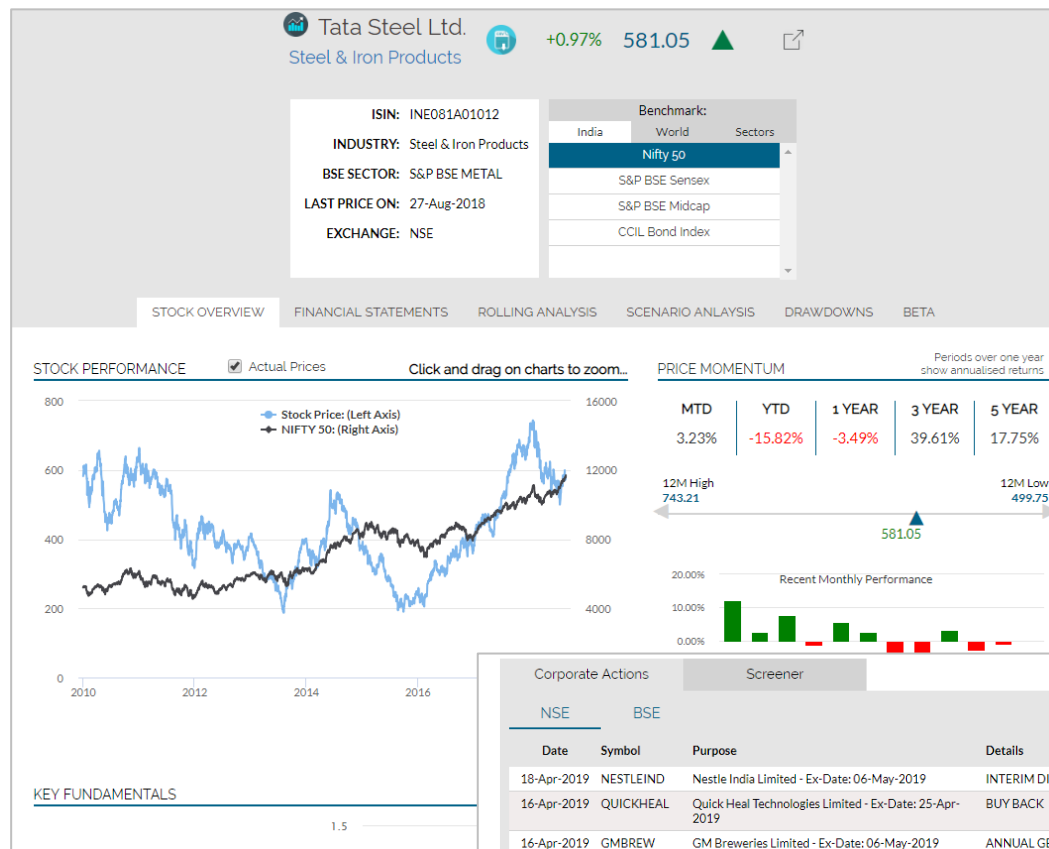 Tata Steel Ltd.
Steel & Iron Products
+0.97% 581.05
ISIN: INE081A01012
INDUSTRY: Steel & Iron Products
BSE SECTOR: S&P BSE METAL
LAST PRICE ON: 27-Aug-2018
EXCHANGE: NSE
Benchmark:
India World Sectors
Nifty 50
S&P BSE Sensex
S&P BSE Midcap
CCIL Bond Index
STOCK OVERVIEW FINANCIAL STATEMENTS ROLLING ANALYSIS SCENARIO ANLAYSIS DRAWDOWNS BETA
STOCK PERFORMANCE Actual Prices Click and drag on charts to zoom...
800 16000
Stock Price: (Left Axis)
NIFTY 50: (Right Axis)
600 12000
400 8000
200 4000
0
2010 2012 2014 2016
PRICE MOMENTUM
Periods over one year
show annualised returns
MTD YTD 1 YEAR 3 YEAR 5 YEAR
3.23% -15.82% -3.49% 39.61% 17.75%
12M High 12M Low
743.21 499.75
581.05
Recent Monthly Performance
20.00%
10.00%
0.00%
KEY FUNDAMENTALS
1.5
Corporate Actions Screener
NSE BSE
Date Symbol Purpose Details
18-Apr-2019 NESTLEIND Nestle India Limited - Ex-Date: 06-May-2019 INTERIM DI
16-Apr-2019 QUICKHEAL Quick Heal Technologies Limited - Ex-Date: 25-Apr- BUY BACK
2019
16-Apr-2019 GMBREW GM Breweries Limited - Ex-Date: 06-May-2019 ANNUAL GE